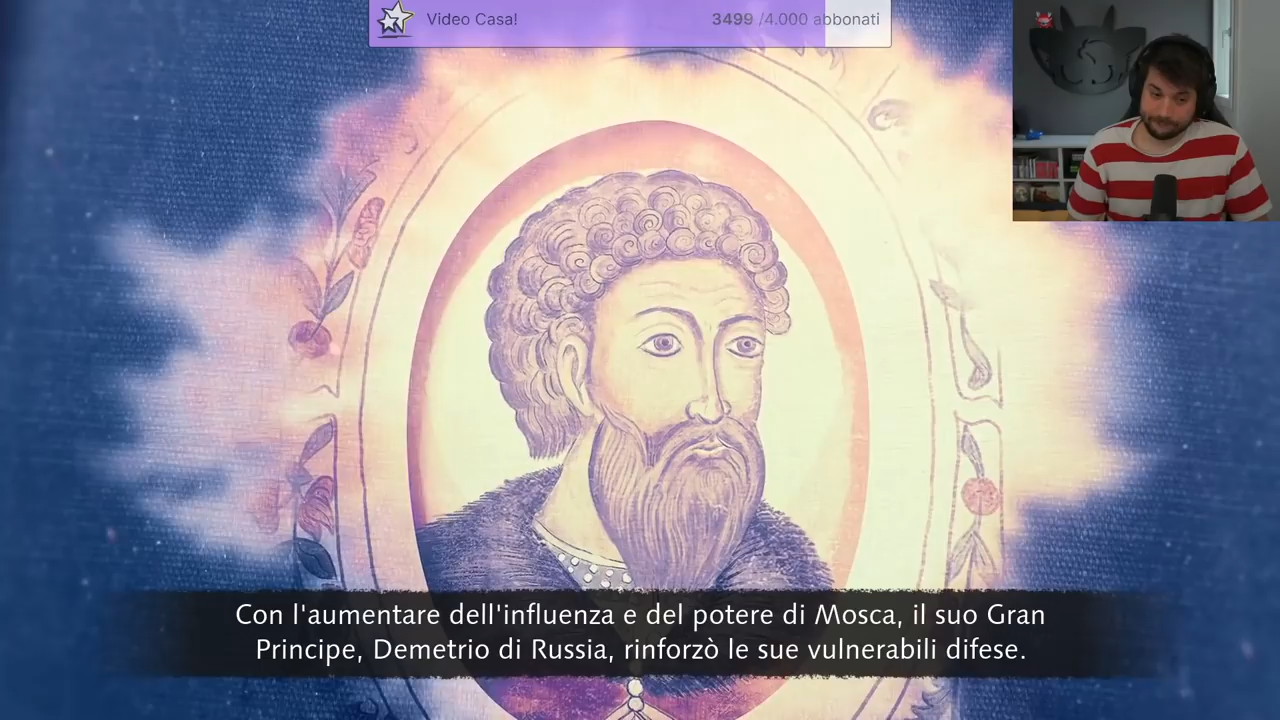 Video Casa!
3499 /4.000 abbonati
Con l'aumentare dell'influenza e del potere di Mosca, il suo Gran
Principe, Demetrio di Russia, rinforzò le sue vulnerabili difese.